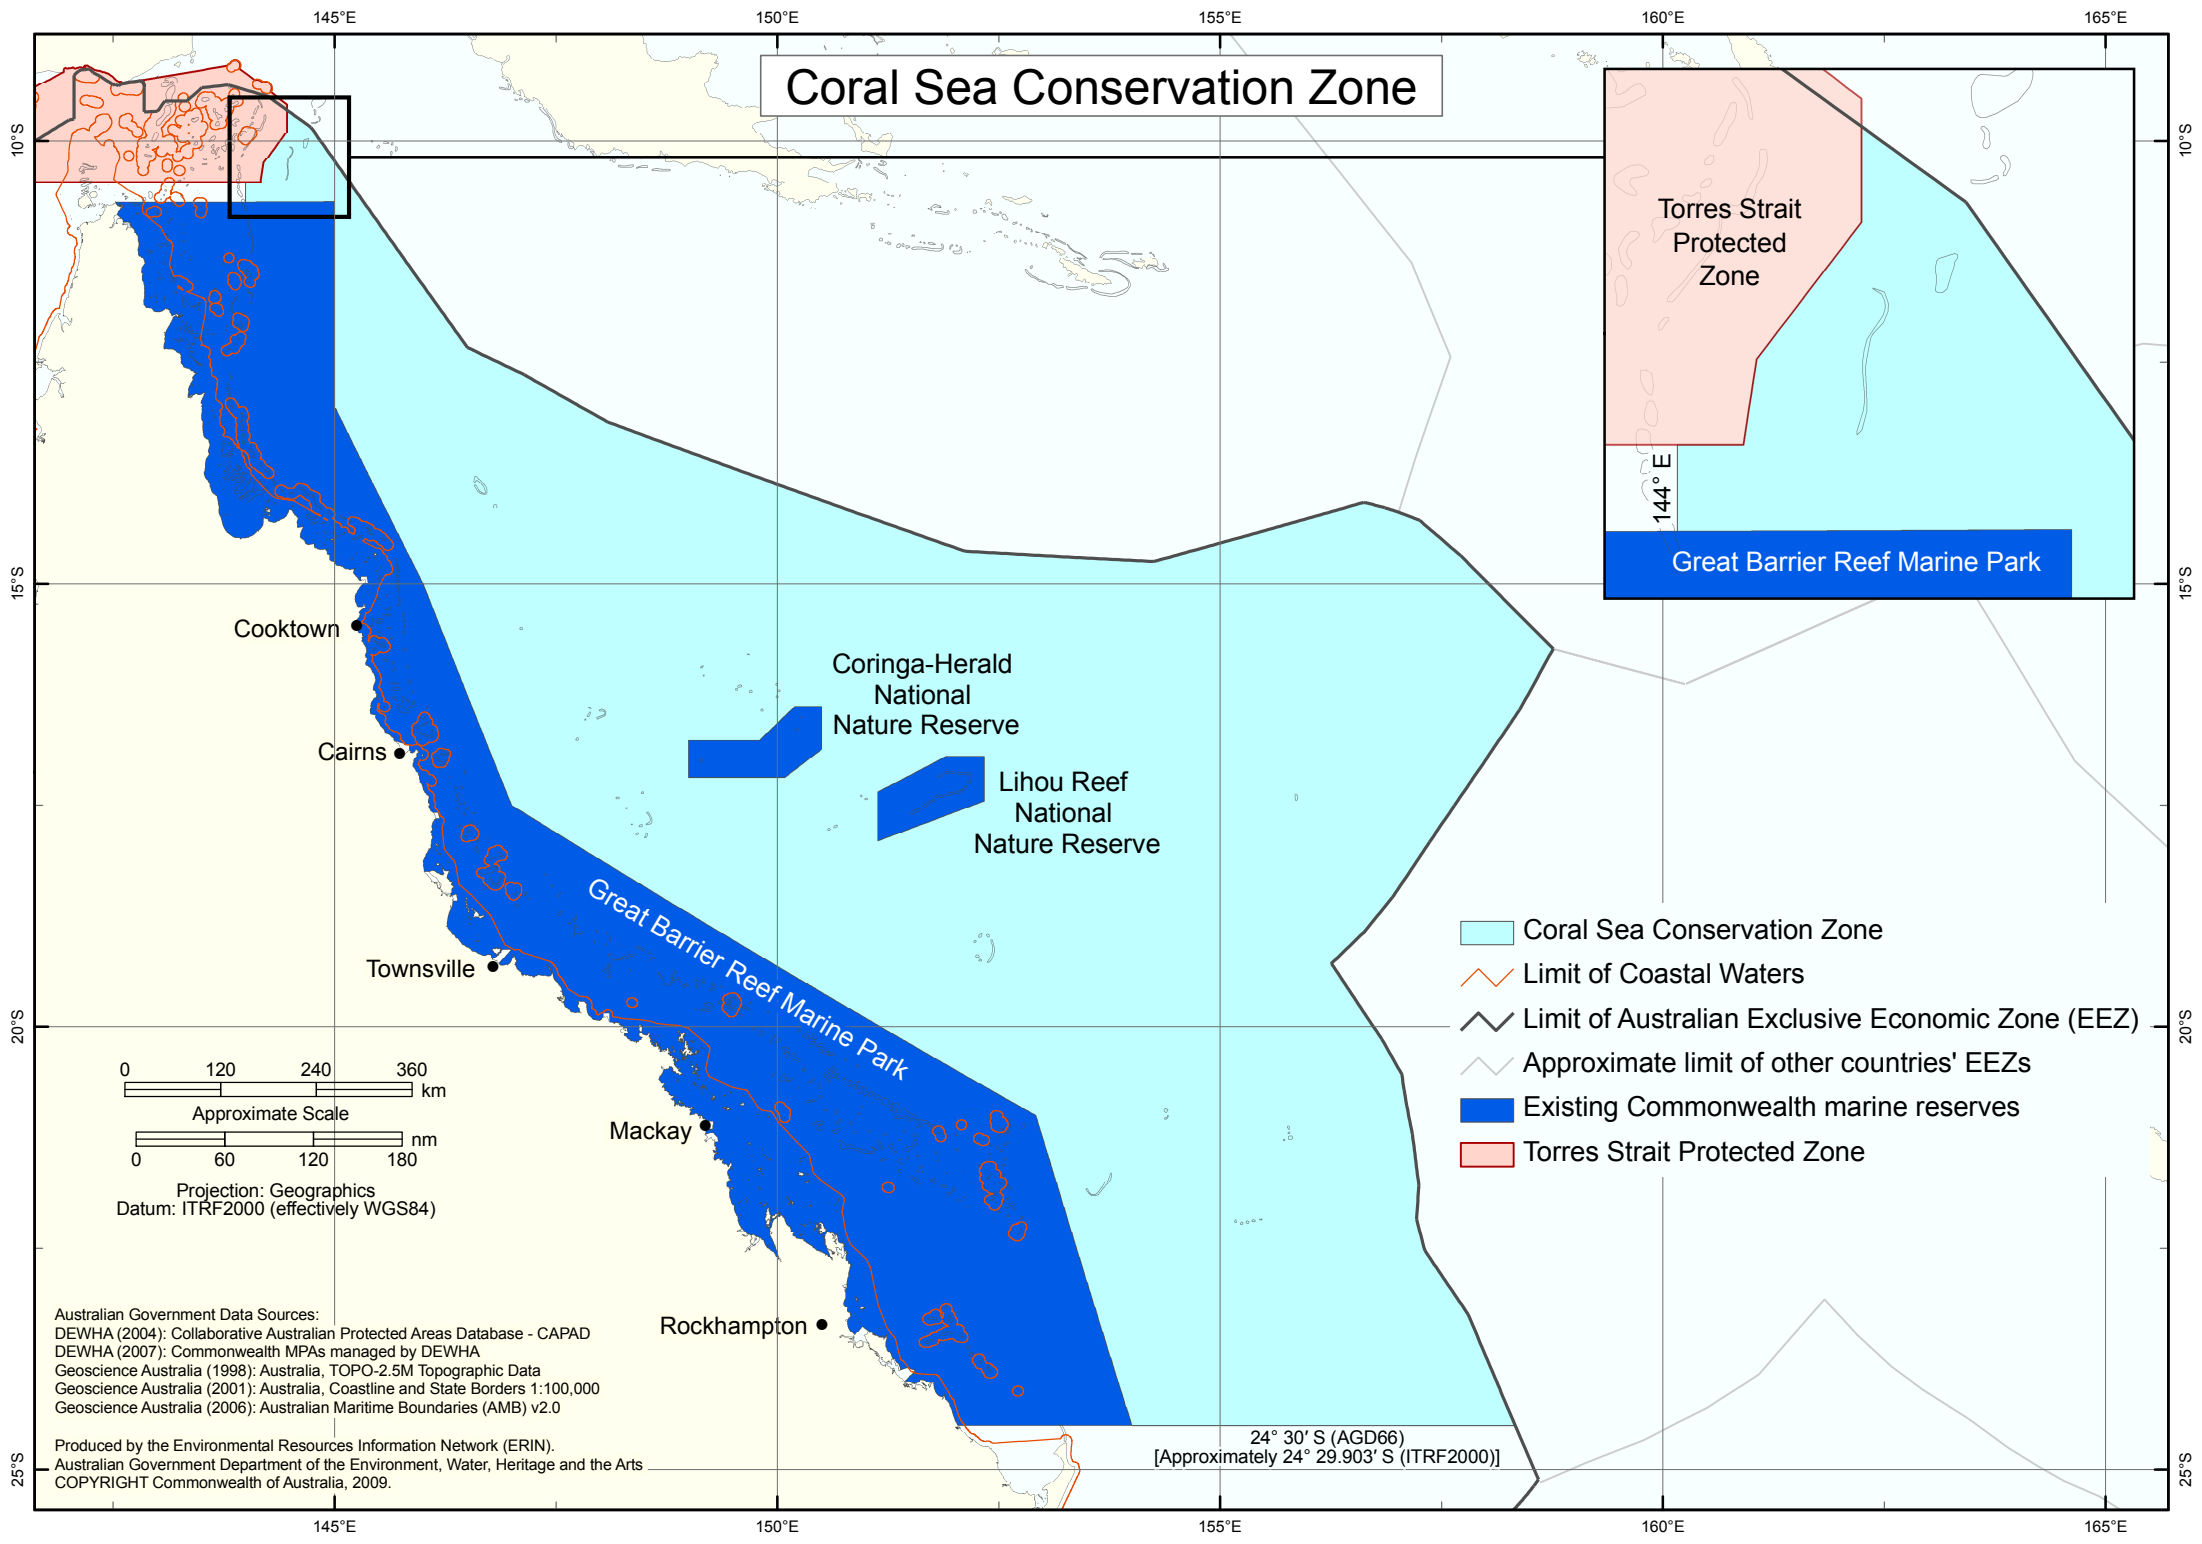 145°E
150°E
155°E
160°E
165°E
Coral Sea Conservation Zone
10°S
10°S
Torres Strait
Protected
Zone
144° E
Great Barrier Reef Marine Park
15°S
15°S
Cooktown
Coringa-Herald
National
Nature Reserve
Cairns
Lihou Reef
National
Nature Reserve
Great Barrier Reef Marine Park
Townsville
Coral Sea Conservation Zone
Limit of Coastal Waters
Limit of Australian Exclusive Economic Zone (EEZ)
Approximate limit of other countries' EEZs
Existing Commonwealth marine reserves
Torres Strait Protected Zone
20°S
20°S
0 120 240 360
km
Approximate Scale
nm
0 60 120 180
Projection: Geographics
Datum: ITRF2000 (effectively WGS84)
Mackay
Rockhampton
Australian Government Data Sources:
DEWHA (2004): Collaborative Australian Protected Areas Database - CAPAD
DEWHA (2007): Commonwealth MPAs managed by DEWHA
Geoscience Australia (1998): Australia, TOPO-2.5M Topographic Data
Geoscience Australia (2001): Australia, Coastline and State Borders 1:100,000
Geoscience Australia (2006): Australian Maritime Boundaries (AMB) v2.0
Produced by the Environmental Resources Information Network (ERIN).
Australian Government Department of the Environment, Water, Heritage and the Arts
COPYRIGHT Commonwealth of Australia, 2009.
24° 30′ S (AGD66)
[Approximately 24° 29.903′ S (ITRF2000)]
25°S
25°S
145°E
150°E
155°E
160°E
165°E